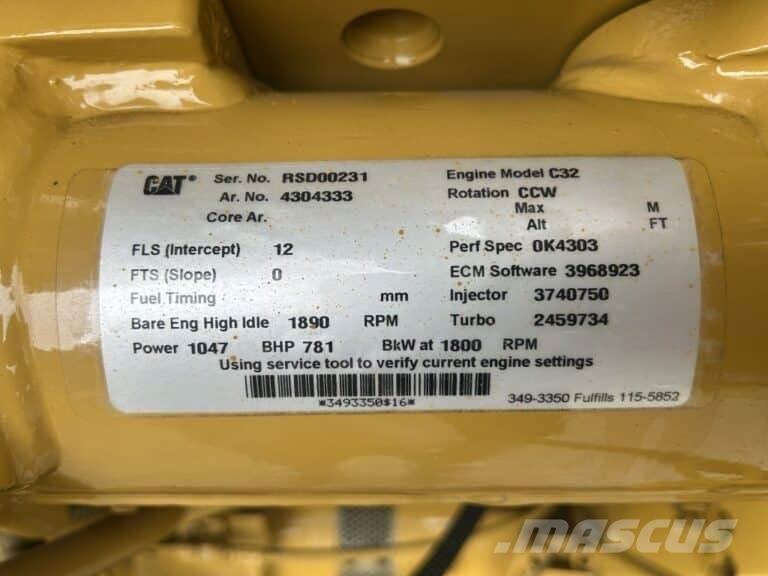 CAT® Ser. No. RSD00231 Engine Model C32
Ar. No. 4304333 Rotation CCW
Core Ar. Max M
Alt FT
FLS (Intercept) 12 Perf Spec 0K4303
FTS (Slope) 0 ECM Software 3968923
Fuel Timing mm Injector 3740750
Bare Eng High Idle 1890 RPM Turbo 2459734
Power 1047 BHP 781 BkW at 1800 RPM
Using service tool to verify current engine settings
*3493350$16*
349-3350 Fulfills 115-5852
MASCUS